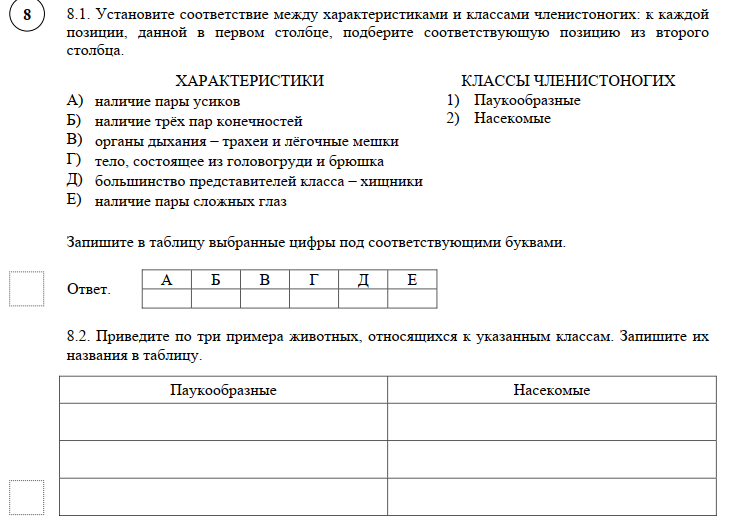 8
8.1. Установите соответствие между характеристиками и классами членистоногих: к каждой
позиции, данной в первом столбце, подберите соответствующую позицию из второго
столбца.
ХАРАКТЕРИСТИКИ
А) наличие пары усиков
Б) наличие трёх пар конечностей
В) органы дыхания – трахеи и лёгочные мешки
Г) тело, состоящее из головогруди и брюшка
Д) большинство представителей класса – хищники
Е) наличие пары сложных глаз
КЛАССЫ ЧЛЕНИСТОНОГИХ
1) Паукообразные
2) Насекомые
Запишите в таблицу выбранные цифры под соответствующими буквами.
Ответ.
А Б В Г Д Е
8.2. Приведите по три примера животных, относящихся к указанным классам. Запишите их
названия в таблицу.
Паукообразные Насекомые